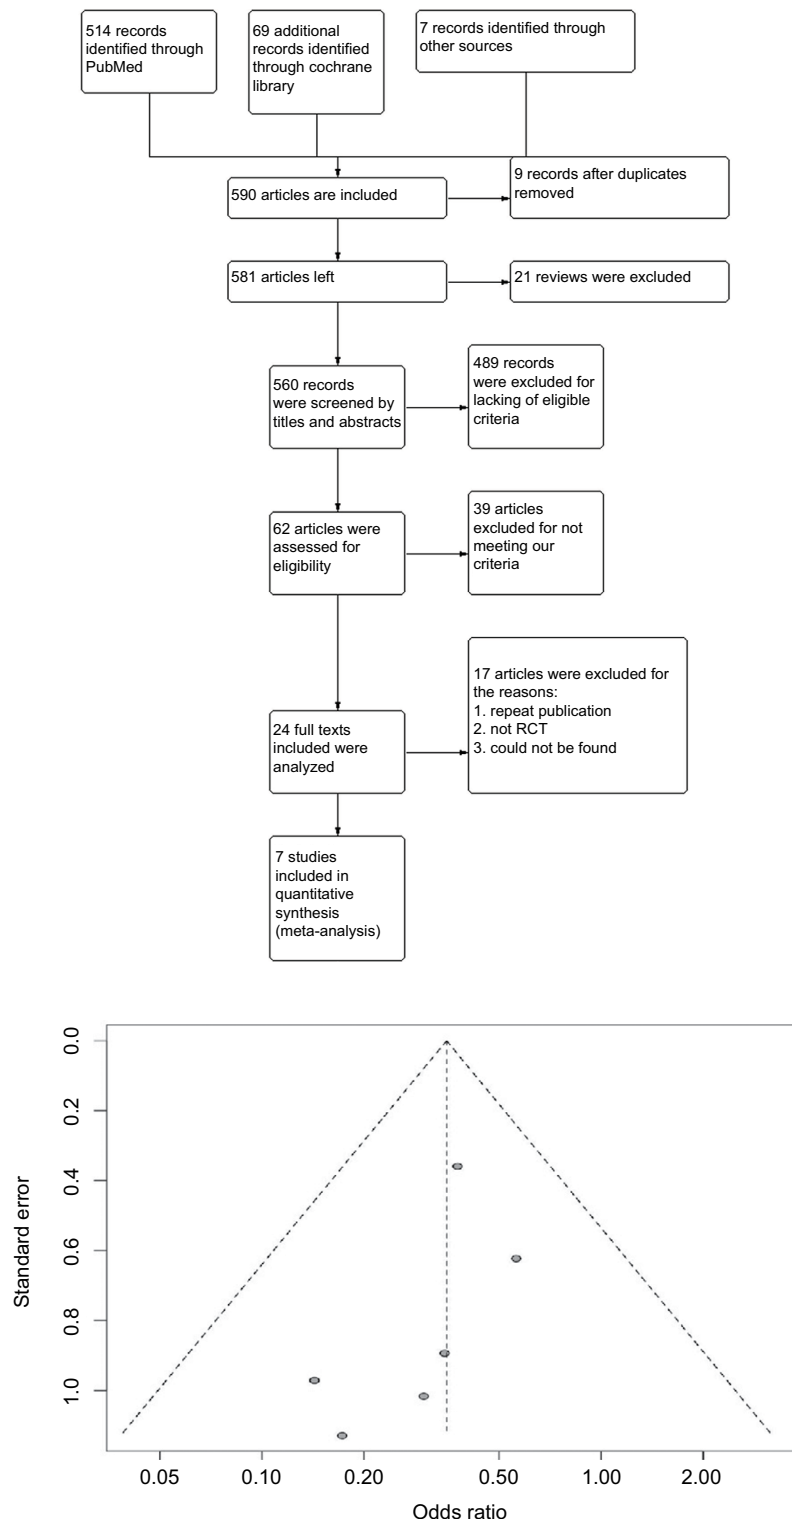 514 records
identified through
PubMed
69 additional
records identified
through cochrane
library
7 records identified through
other sources
590 articles are included
9 records after duplicates
removed
581 articles left
21 reviews were excluded
560 records
were screened by
titles and abstracts
489 records
were excluded for
lacking of eligible
criteria
62 articles were
assessed for
eligibility
39 articles
excluded for not
meeting our
criteria
24 full texts
included were
analyzed
17 articles were excluded for
the reasons:
1. repeat publication
2. not RCT
3. could not be found
7 studies
included in
quantitative
synthesis
(meta-analysis)
Standard error
0.0
0.2
0.4
0.6
0.8
1.0
0.05 0.10 0.20 0.50 1.00 2.00
Odds ratio